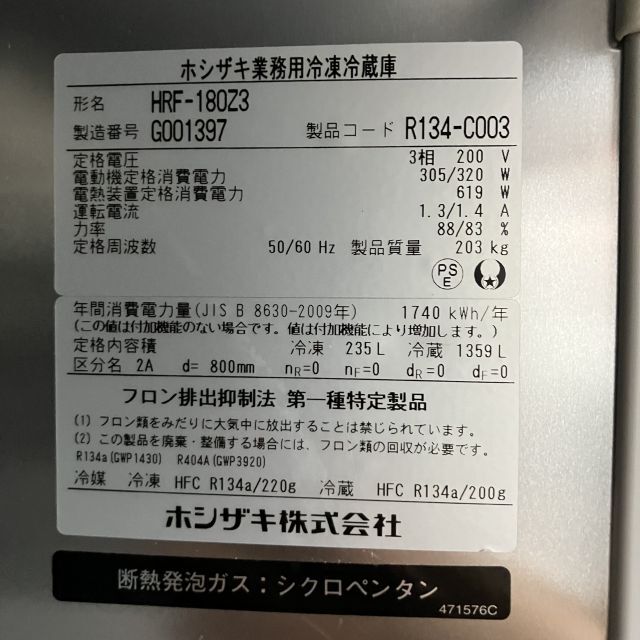 ホシザキ業務用冷凍冷蔵庫
形名 HRF-180Z3
製造番号 G001397 製品コード R134-C003
定格電圧 3相 200 V
電動機定格消費電力 305/320 W
電熱装置定格消費電力 619 W
運転電流 1.3/1.4 A
力率 88/83 %
定格周波数 50/60 Hz 製品質量 203 kg
PS
E
年間消費電力量(JIS B 8630-2009年) 1740 kWh/年
(この値は付加機能のない場合です。値は付加機能により増加します。)
定格内容積 冷凍 235L 冷蔵 1359L
区分名 2A d= 800mm nR=0 nF=0 dR=0 dF=0
フロン排出抑制法 第一種特定製品
(1) フロン類をみだりに大気中に放出することは禁じられています。
(2) この製品を廃棄・整備する場合には、フロン類の回収が必要です。
R134a(GWP1430) R404A(GWP3920)
冷媒 冷凍 HFC R134a/220g 冷蔵 HFC R134a/200g
ホシザキ株式会社
断熱発泡ガス：シクロペンタン
471576C